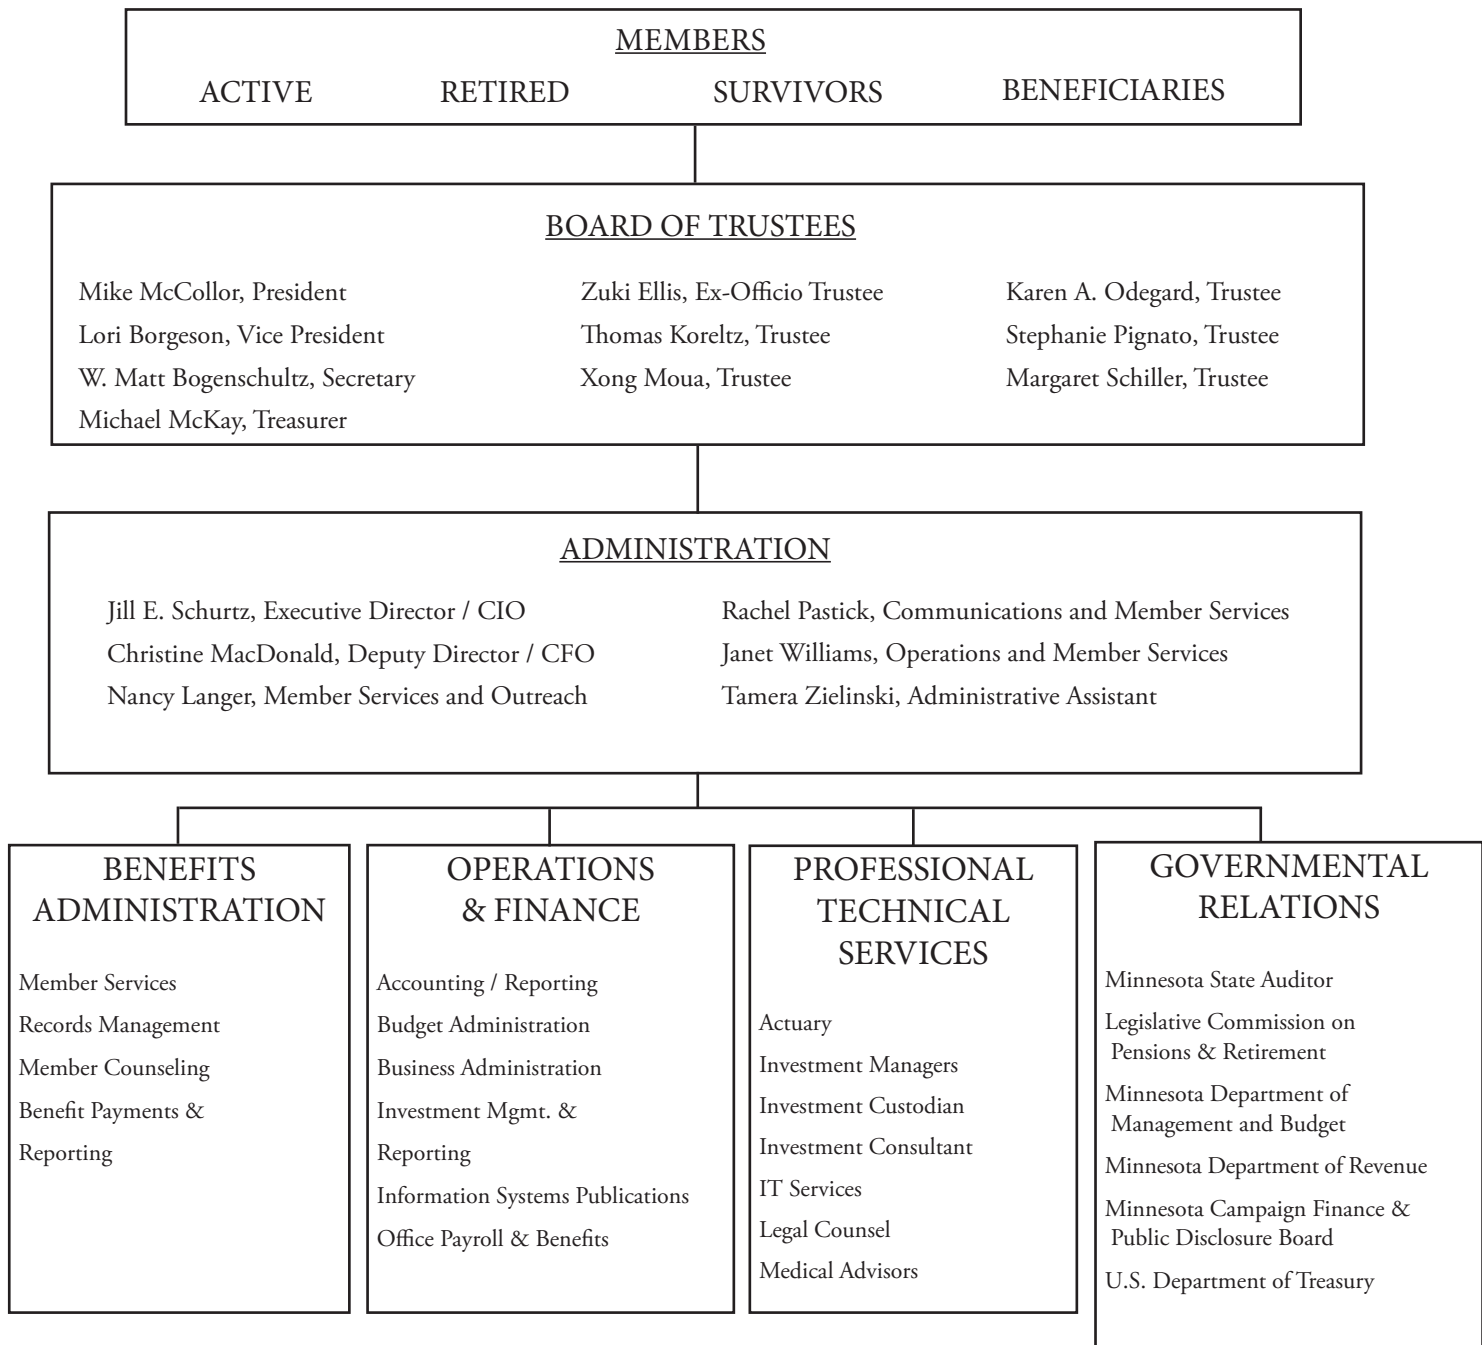 MEMBERS
ACTIVE RETIRED SURVIVORS BENEFICIARIES
BOARD OF TRUSTEES
Mike McCollor, President
Lori Borgeson, Vice President
W. Matt Bogenschultz, Secretary
Michael McKay, Treasurer
Zuki Ellis, Ex-Officio Trustee
Thomas Koreltz, Trustee
Xong Moua, Trustee
Karen A. Odegard, Trustee
Stephanie Pignato, Trustee
Margaret Schiller, Trustee
ADMINISTRATION
Jill E. Schurtz, Executive Director / CIO
Christine MacDonald, Deputy Director / CFO
Nancy Langer, Member Services and Outreach
Rachel Pastick, Communications and Member Services
Janet Williams, Operations and Member Services
Tamera Zielinski, Administrative Assistant
BENEFITS
ADMINISTRATION
Member Services
Records Management
Member Counseling
Benefit Payments &
Reporting
OPERATIONS
& FINANCE
Accounting / Reporting
Budget Administration
Business Administration
Investment Mgmt. &
Reporting
Information Systems Publications
Office Payroll & Benefits
PROFESSIONAL
TECHNICAL
SERVICES
Actuary
Investment Managers
Investment Custodian
Investment Consultant
IT Services
Legal Counsel
Medical Advisors
GOVERNMENTAL
RELATIONS
Minnesota State Auditor
Legislative Commission on
Pensions & Retirement
Minnesota Department of
Management and Budget
Minnesota Department of Revenue
Minnesota Campaign Finance &
Public Disclosure Board
U.S. Department of Treasury